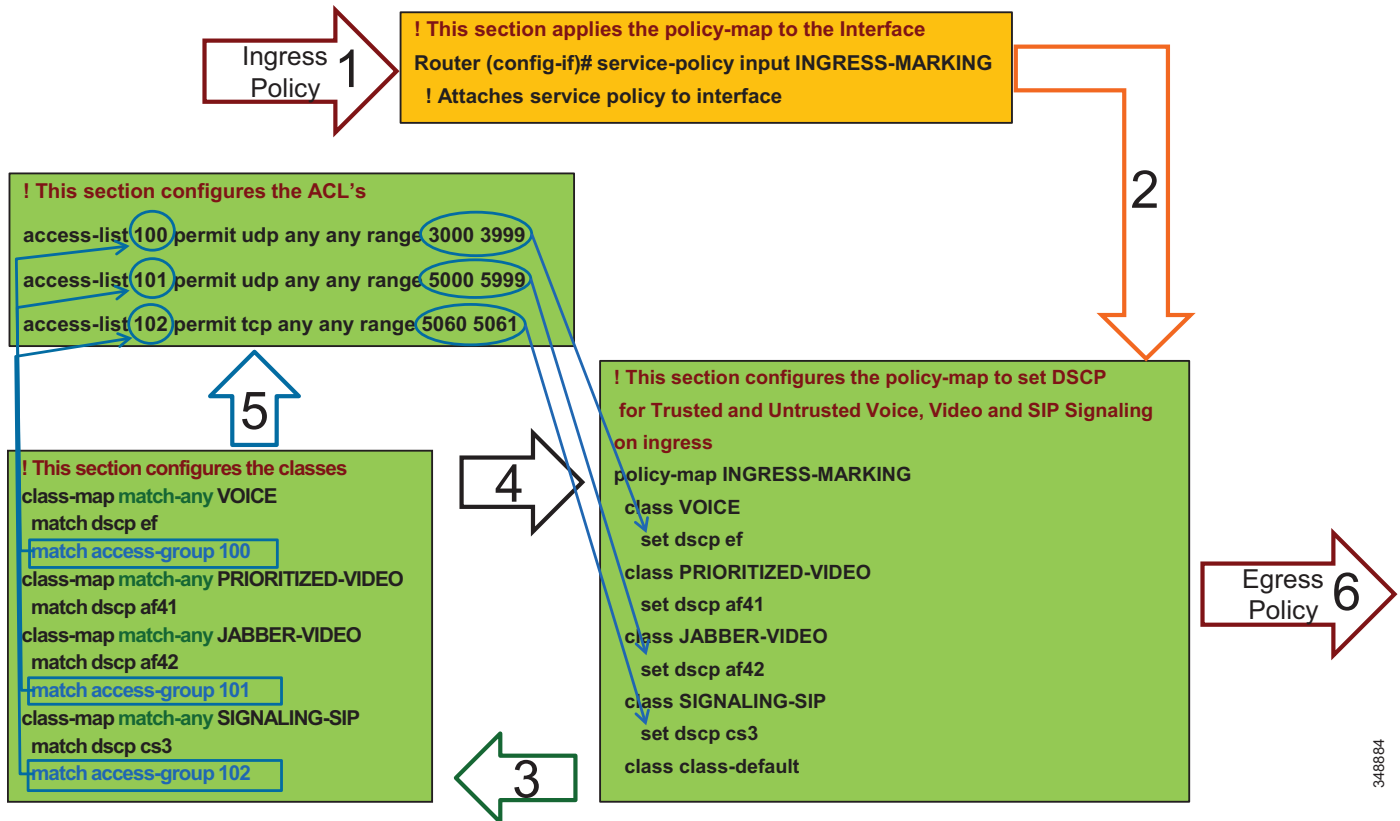 Ingress
Policy
1
! This section applies the policy-map to the Interface
Router (config-if)# service-policy input INGRESS-MARKING
! Attaches service policy to interface
2
! This section configures the ACL's
access-list 100 permit udp any any range 3000 3999
access-list 101 permit udp any any range 5000 5999
access-list 102 permit tcp any any range 5060 5061
5
! This section configures the classes
class-map match-any VOICE
match dscp ef
match access-group 100
class-map match-any PRIORITIZED-VIDEO
match dscp af41
class-map match-any JABBER-VIDEO
match dscp af42
match access-group 101
class-map match-any SIGNALING-SIP
match dscp cs3
match access-group 102
4
3
! This section configures the policy-map to set DSCP
for Trusted and Untrusted Voice, Video and SIP Signaling
on ingress
policy-map INGRESS-MARKING
class VOICE
set dscp ef
class PRIORITIZED-VIDEO
set dscp af41
class JABBER-VIDEO
set dscp af42
class SIGNALING-SIP
set dscp cs3
class class-default
Egress
Policy
6
348884